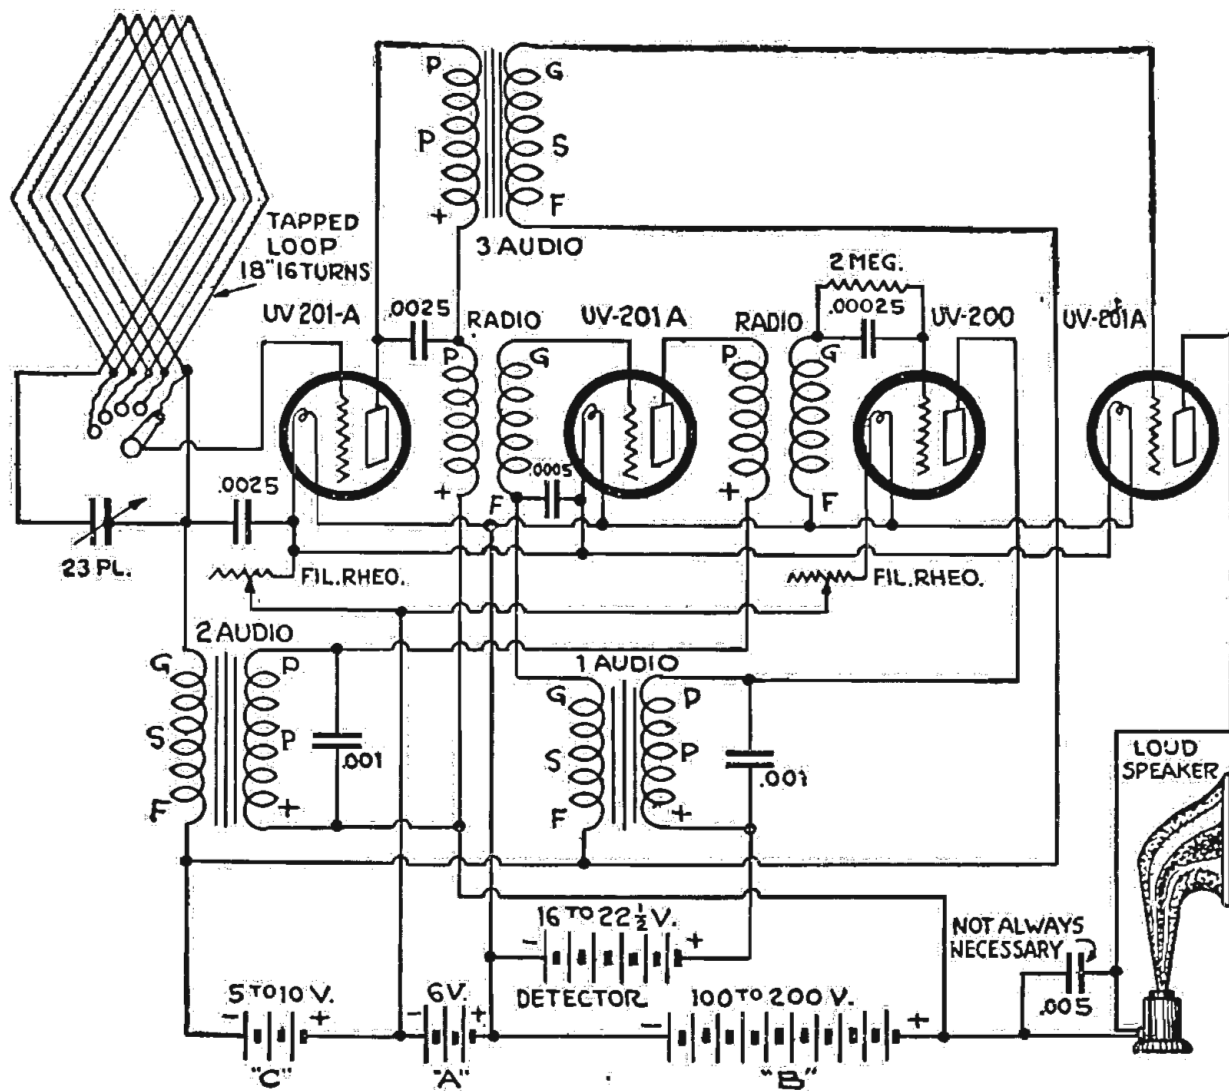 P
P
+
G
S
F
3 AUDIO
TAPPED
LOOP
18" 16 TURNS
UV 201-A
.0025
RADIO
UV-201A
RADIO
2 MEG.
.00025
UV-200
UV-201A
P
+
G
F
.0005
P
+
G
F
.0025
23 PL.
FIL. RHEO.
FIL. RHEO.
2 AUDIO
G
S
F
P
P
+
.001
1 AUDIO
G
S
F
P
P
+
.001
LOUD
SPEAKER
16 TO 22½ V.
- +
DETECTOR
NOT ALWAYS
NECESSARY
.005
5 TO 10 V.
- +
"C"
6 V.
- +
"A"
100 TO 200 V.
- +
"B"